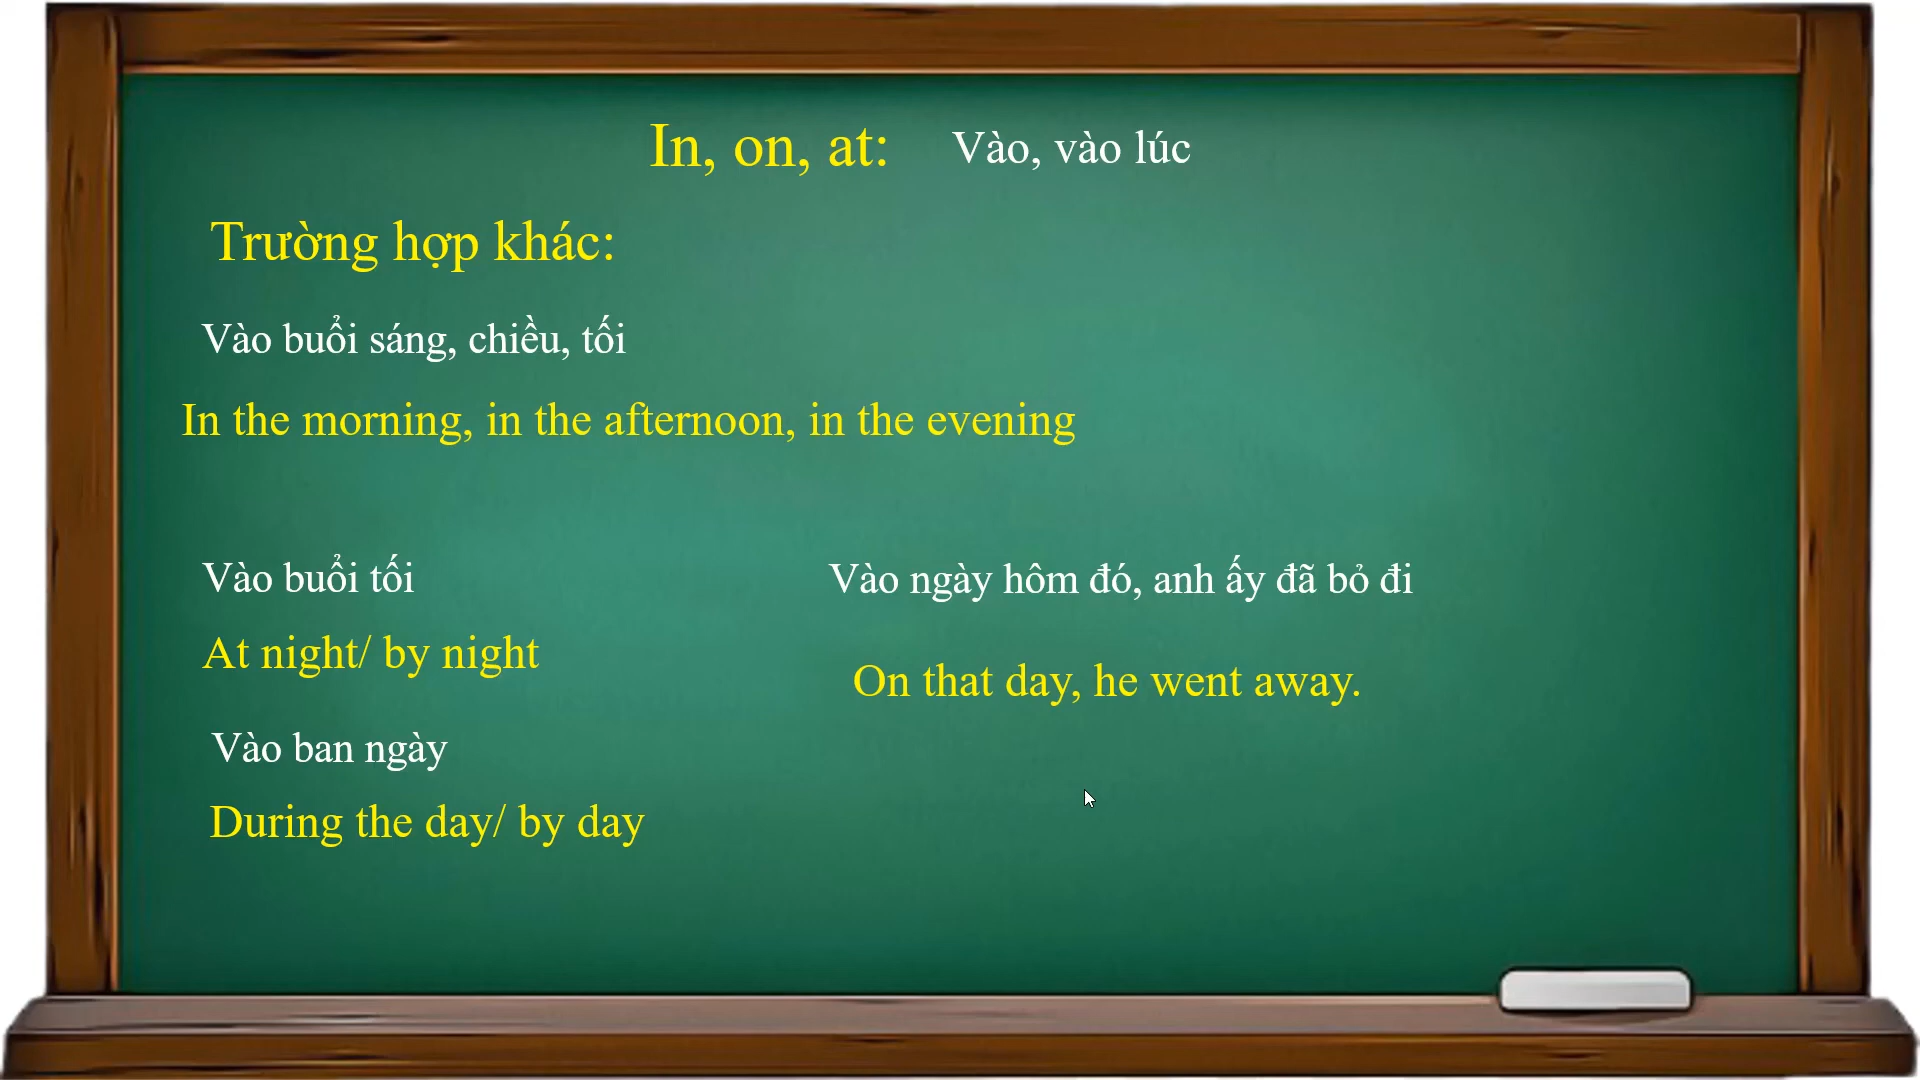 In, on, at: Vào, vào lúc
Trường hợp khác:
Vào buổi sáng, chiều, tối
In the morning, in the afternoon, in the evening
Vào buổi tối
At night/ by night
Vào ban ngày
During the day/ by day
Vào ngày hôm đó, anh ấy đã bỏ đi
On that day, he went away.